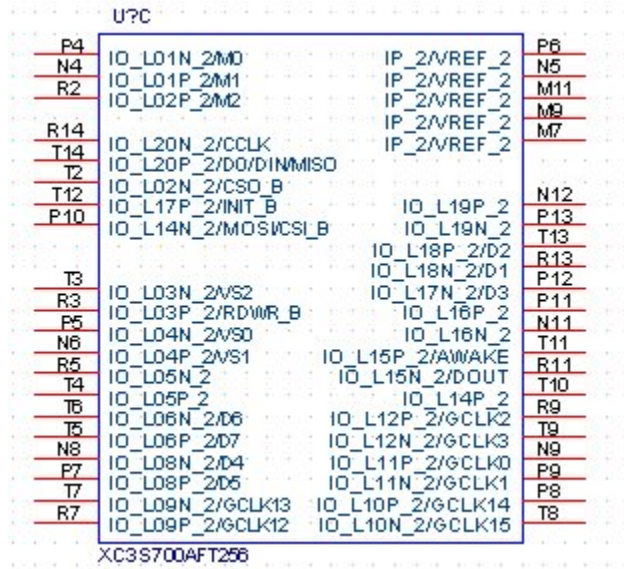 U?C
P4 IO_L01N_2/M0 IP_2/VREF_2 P6
N4 IO_L01P_2/M1 IP_2/VREF_2 N5
R2 IO_L02P_2/M2 IP_2/VREF_2 M11
IP_2/VREF_2 M9
R14 IO_L20N_2/CCLK IP_2/VREF_2 M7
T14 IO_L20P_2/D0/DIN/MISO
T2 IO_L02N_2/CSO_B
T12 IO_L17P_2/INIT_B IO_L19P_2 N12
P10 IO_L14N_2/MOSI/CSI_B IO_L19N_2 P13
IO_L18P_2/D2 T13
IO_L18N_2/D1 R13
T3 IO_L03N_2/VS2 IO_L17N_2/D3 P12
R3 IO_L03P_2/RDWR_B IO_L16P_2 P11
P5 IO_L04N_2/VS0 IO_L16N_2 N11
N6 IO_L04P_2/VS1 IO_L15P_2/AWAKE T11
R5 IO_L05N_2 IO_L15N_2/DOUT R11
T4 IO_L05P_2 IO_L14P_2 T10
T6 IO_L06N_2/D6 IO_L12P_2/GCLK2 R9
T5 IO_L06P_2/D7 IO_L12N_2/GCLK3 T9
N8 IO_L08N_2/D4 IO_L11P_2/GCLK0 N9
P7 IO_L08P_2/D5 IO_L11N_2/GCLK1 P9
T7 IO_L09N_2/GCLK13 IO_L10P_2/GCLK14 P8
R7 IO_L09P_2/GCLK12 IO_L10N_2/GCLK15 T8
XC3S700AFT256